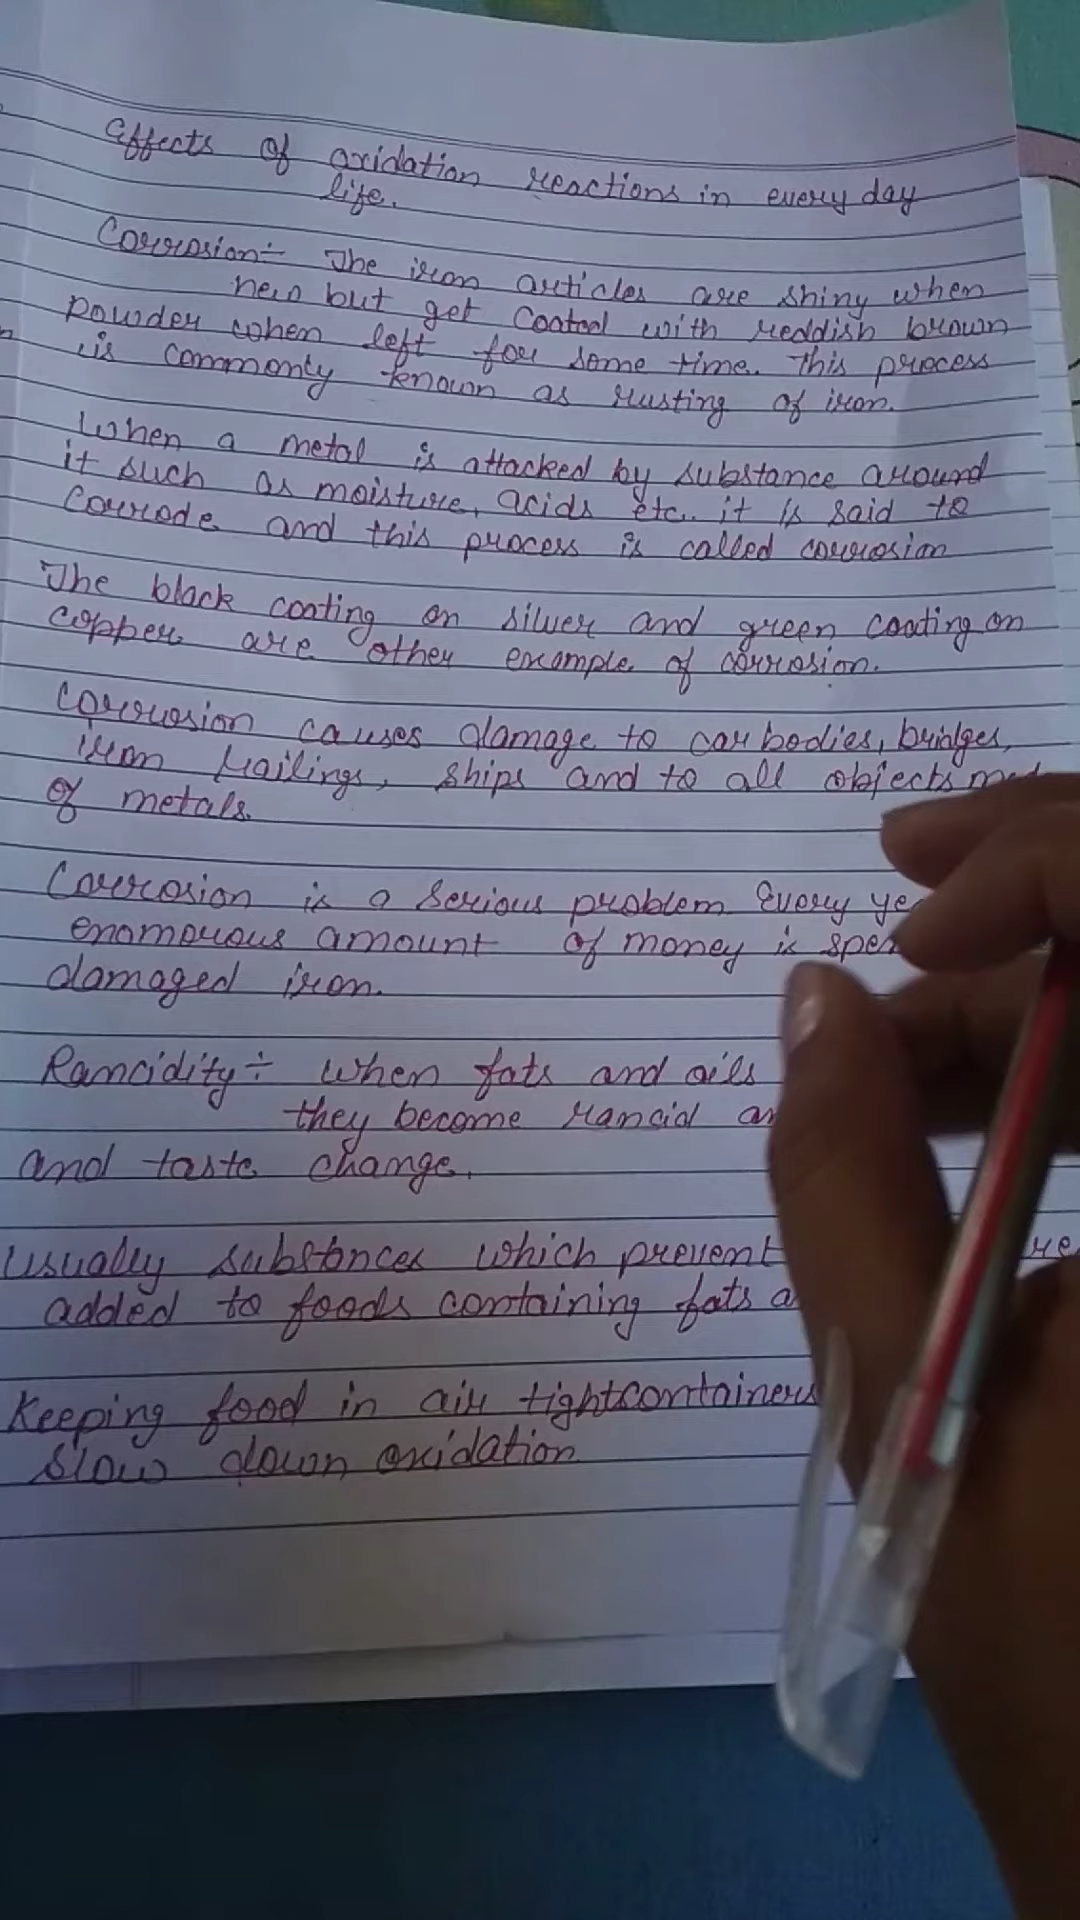 Effects of oxidation reactions in every day
life.
Corrosion÷ The iron articles are shiny when
new but get coated with reddish brown
powder when left for some time. This process
is commonly known as rusting of iron.
When a metal is attacked by substance around
it such as moisture, acids etc. it is said to
corrode and this process is called corrosion
The black coating on silver and green coating on
copper are other example of corrosion.
Corrosion causes damage to car bodies, bridges,
iron railings, ships and to all objects
of metals.
Corrosion is a serious problem Every
enomorous amount of money is
damaged iron.
Rancidity÷ when fats and oils
they become rancid
and taste change.
Usually substances which prevent
added to foods containing fats
Keeping food in air tightcontainers
slow down oxidation